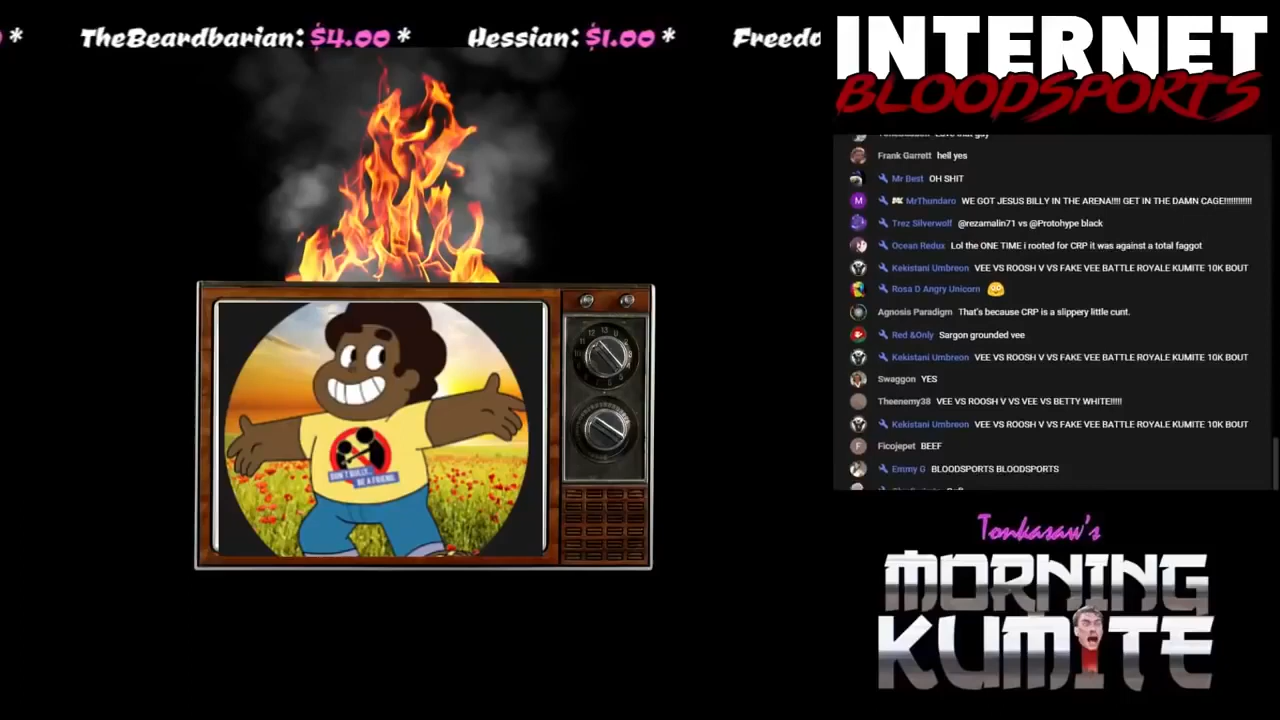 * TheBeardbarian: $4.00 * Hessian: $1.00 * Freedo
INTERNET
BLOODSPORTS
Love that guy
Frank Garrett hell yes
Mr Best OH SHIT
MrThundaro WE GOT JESUS BILLY IN THE ARENA!!!! GET IN THE DAMN CAGE!!!!!!!!!!!!
Trez Silverwolf @rezamalin71 vs @Protohype black
Ocean Redux Lol the ONE TIME i rooted for CRP it was against a total faggot
Kekistani Umbreon VEE VS ROOSH V VS FAKE VEE BATTLE ROYALE KUMITE 10K BOUT
Rosa D Angry Unicorn
Agnosis Paradigm That's because CRP is a slippery little cunt.
Red &Only Sargon grounded vee
Kekistani Umbreon VEE VS ROOSH V VS FAKE VEE BATTLE ROYALE KUMITE 10K BOUT
Swaggon YES
Theenemy38 VEE VS ROOSH V VS VEE VS BETTY WHITE!!!!!
Kekistani Umbreon VEE VS ROOSH V VS FAKE VEE BATTLE ROYALE KUMITE 10K BOUT
F Ficojepet BEEF
Emmy G BLOODSPORTS BLOODSPORTS
DON'T BULLY...
BE A FRIEND
Tonkasaw's
MORNING
KUMITE